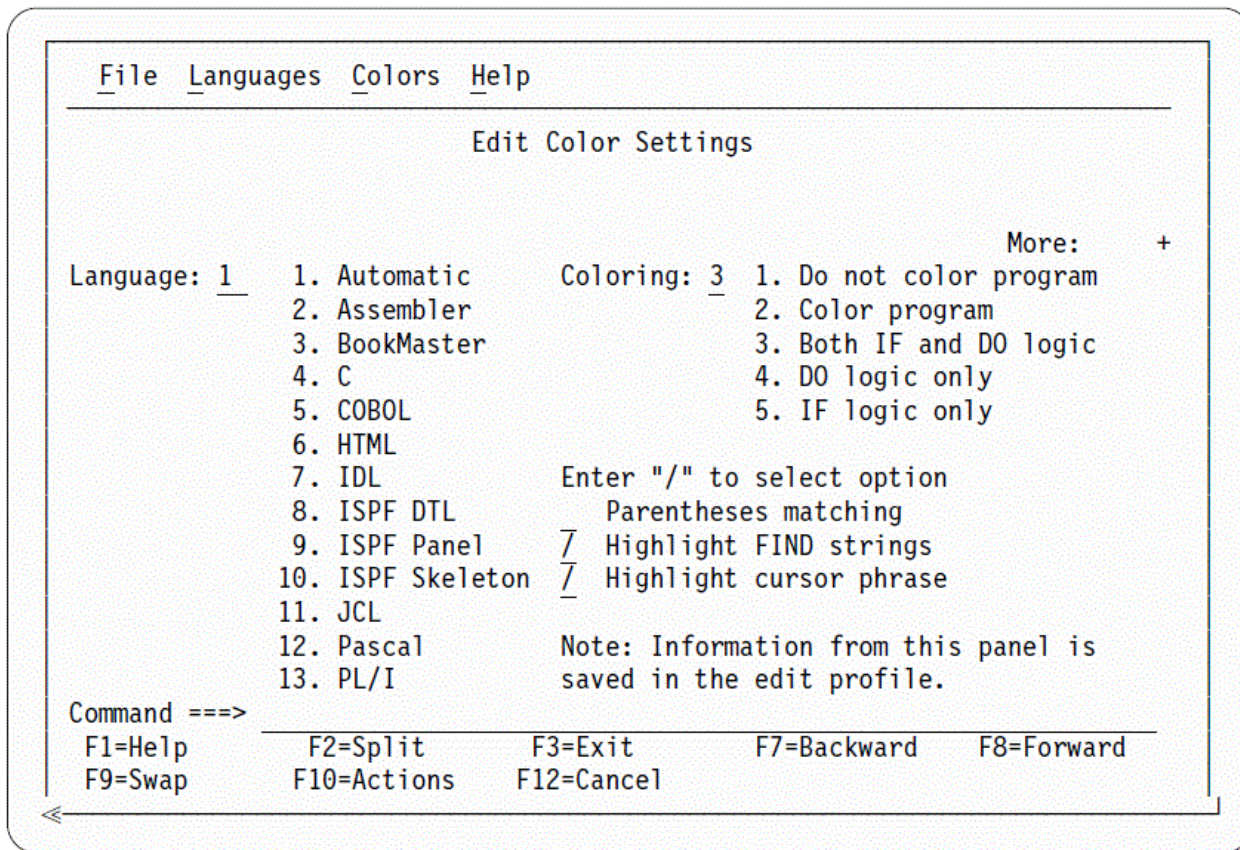 File  Languages  Colors  Help
Edit Color Settings
More:     +
Language: 1   1. Automatic      Coloring: 3  1. Do not color program
2. Assembler                   2. Color program
3. BookMaster                  3. Both IF and DO logic
4. C                           4. DO logic only
5. COBOL                       5. IF logic only
6. HTML
7. IDL         Enter "/" to select option
8. ISPF DTL       Parentheses matching
9. ISPF Panel     /  Highlight FIND strings
10. ISPF Skeleton  /  Highlight cursor phrase
11. JCL
12. Pascal         Note: Information from this panel is
13. PL/I           saved in the edit profile.
Command ===>
F1=Help        F2=Split       F3=Exit        F7=Backward    F8=Forward
F9=Swap       F10=Actions    F12=Cancel